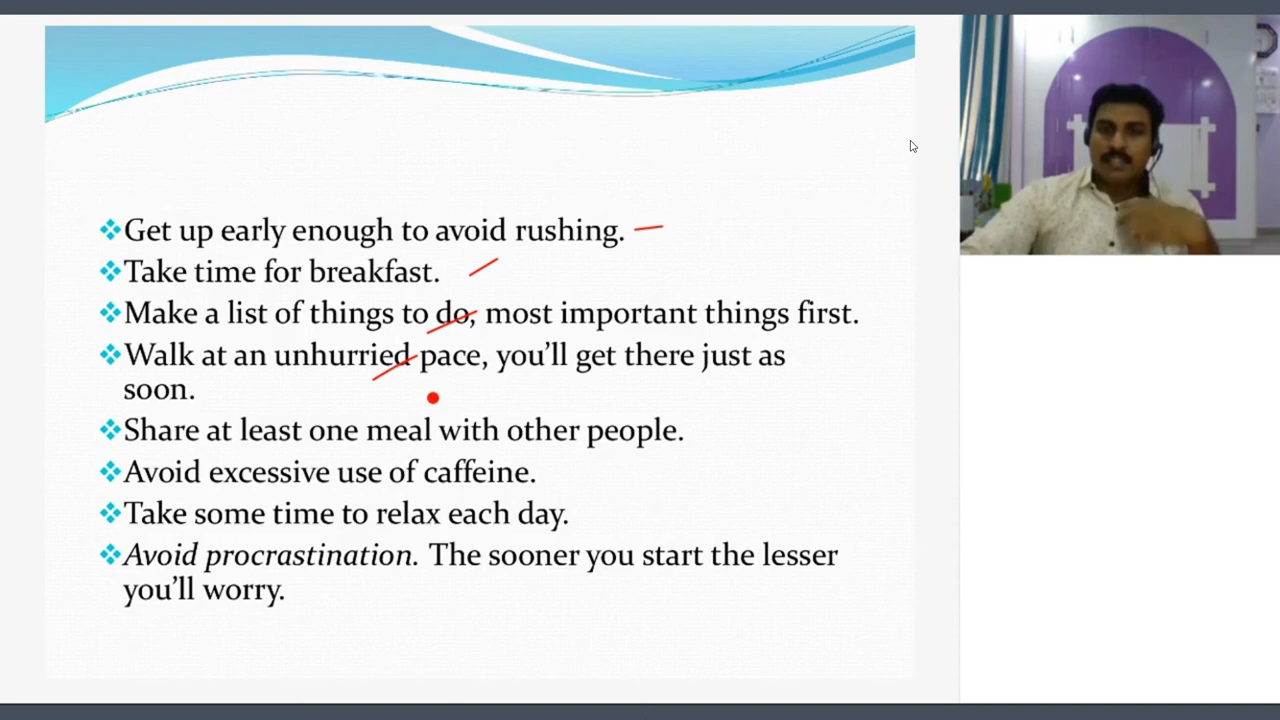 Get up early enough to avoid rushing.
Take time for breakfast.
Make a list of things to do, most important things first.
Walk at an unhurried pace, you’ll get there just as
soon.
Share at least one meal with other people.
Avoid excessive use of caffeine.
Take some time to relax each day.
Avoid procrastination. The sooner you start the lesser
you’ll worry.